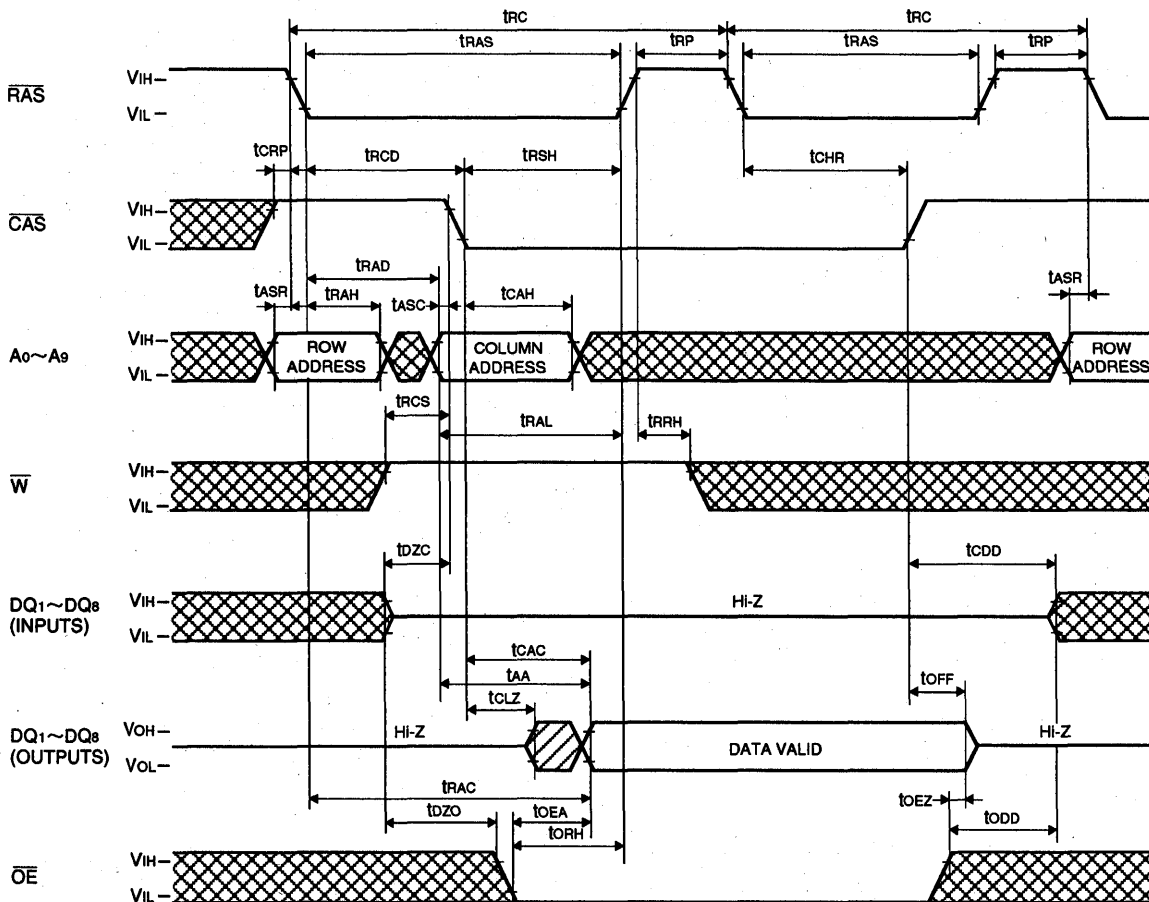 tRC tRC
tRAS tRP tRAS tRP
RAS VIH VIL
tCRP tRCD tRSH tCHR
CAS VIH VIL
tRAD
tASR tRAH tASC tCAH tASR
A0~A9 VIH VIL
ROW ADDRESS
COLUMN ADDRESS
ROW ADDRESS
tRCS tRAL tRRH
W VIH VIL
tDZC tCDD
DQ1~DQ8 (INPUTS) VIH VIL
Hi-Z
tCAC
tAA
tCLZ tOFF
DQ1~DQ8 (OUTPUTS) VOH VOL
Hi-Z DATA VALID Hi-Z
tRAC
tDZO tOEA tOEZ
tORH tODD
OE VIH VIL